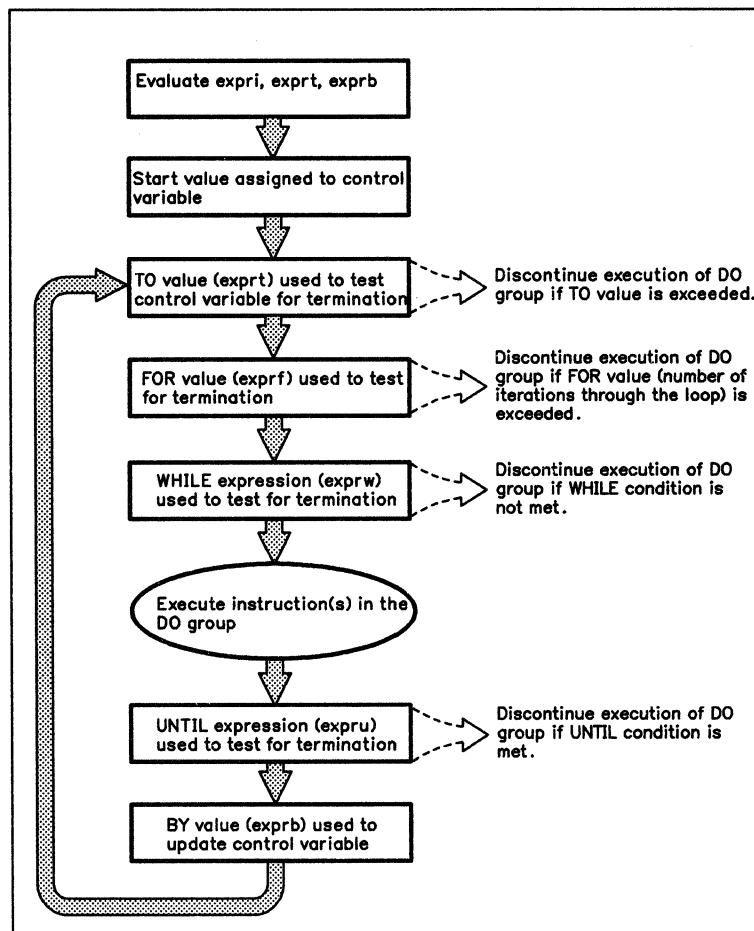 Evaluate expri, exprt, exprb
Start value assigned to control
variable
TO value (exprt) used to test
control variable for termination
Discontinue execution of DO
group if TO value is exceeded.
FOR value (exprf) used to test
for termination
Discontinue execution of DO
group if FOR value (number of
iterations through the loop) is
exceeded.
WHILE expression (exprw)
used to test for termination
Discontinue execution of DO
group if WHILE condition is
not met.
Execute instruction(s) in the
DO group
UNTIL expression (expru)
used to test for termination
Discontinue execution of DO
group if UNTIL condition is
met.
BY value (exprb) used to
update control variable